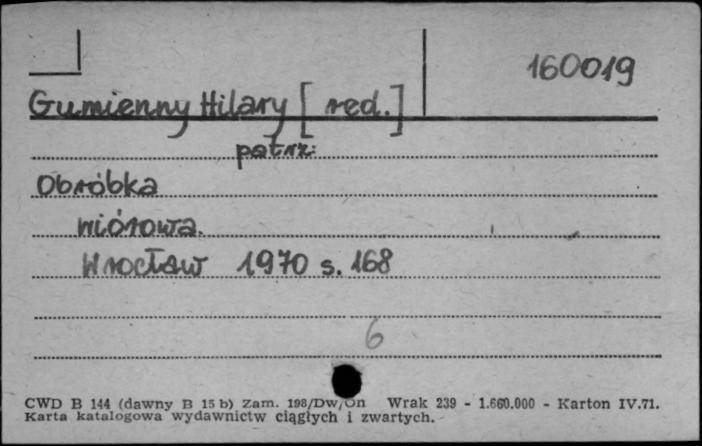 160019
Gumienny Hilary [red.]
patrz:
Obróbka
wiórowa.
Wrocław 1970 s. 168
6
CWD B 144 (dawny B 15 b) Zam. 198/Dw/On Wrak 239 - 1.660.000 - Karton IV.71.
Karta katalogowa wydawnictw ciągłych i zwartych.